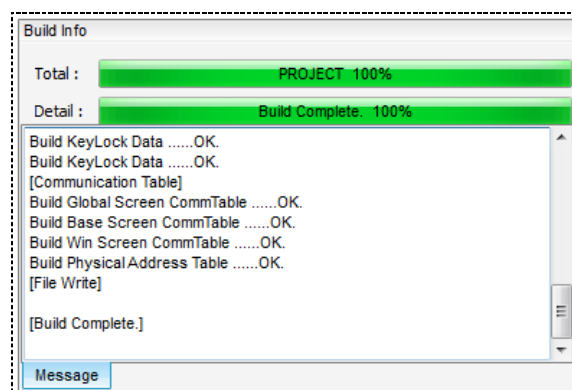 Build Info
Total : PROJECT 100%
Detail : Build Complete. 100%
Build KeyLock Data ......OK.
Build KeyLock Data ......OK.
[Communication Table]
Build Global Screen CommTable ......OK.
Build Base Screen CommTable ......OK.
Build Win Screen CommTable ......OK.
Build Physical Address Table ......OK.
[File Write]
[Build Complete.]
Message